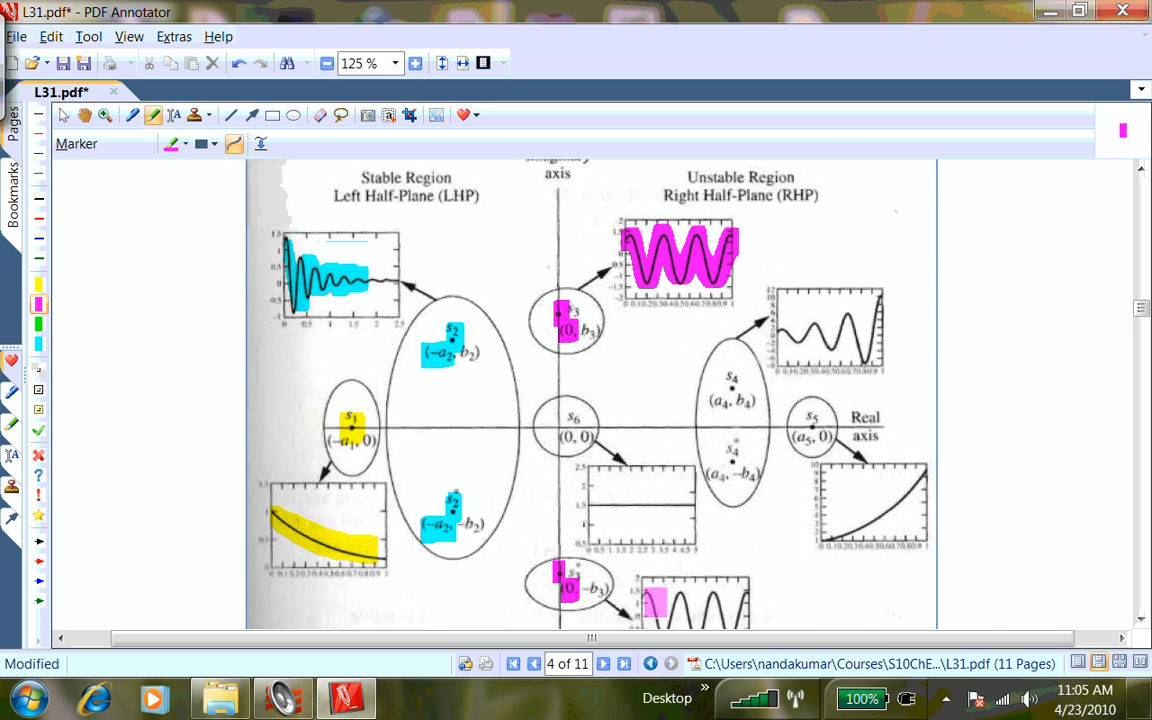 L31.pdf* - PDF Annotator
File Edit Tool View Extras Help
125 %
L31.pdf*
Marker
Pages
Bookmarks
axis
Stable Region
Left Half-Plane (LHP)
Unstable Region
Right Half-Plane (RHP)
s3
(0, b3)
s2
(-a2, b2)
s4
(a4, b4)
s1
(-a1, 0)
s6
(0, 0)
s5
(a5, 0)
Real
axis
s4*
(a4, -b4)
s2*
(-a2, -b2)
s3*
(0, -b3)
Modified
4 of 11
C:\Users\nandakumar\Courses\S10ChE...\L31.pdf (11 Pages)
Desktop
100%
11:05 AM
4/23/2010